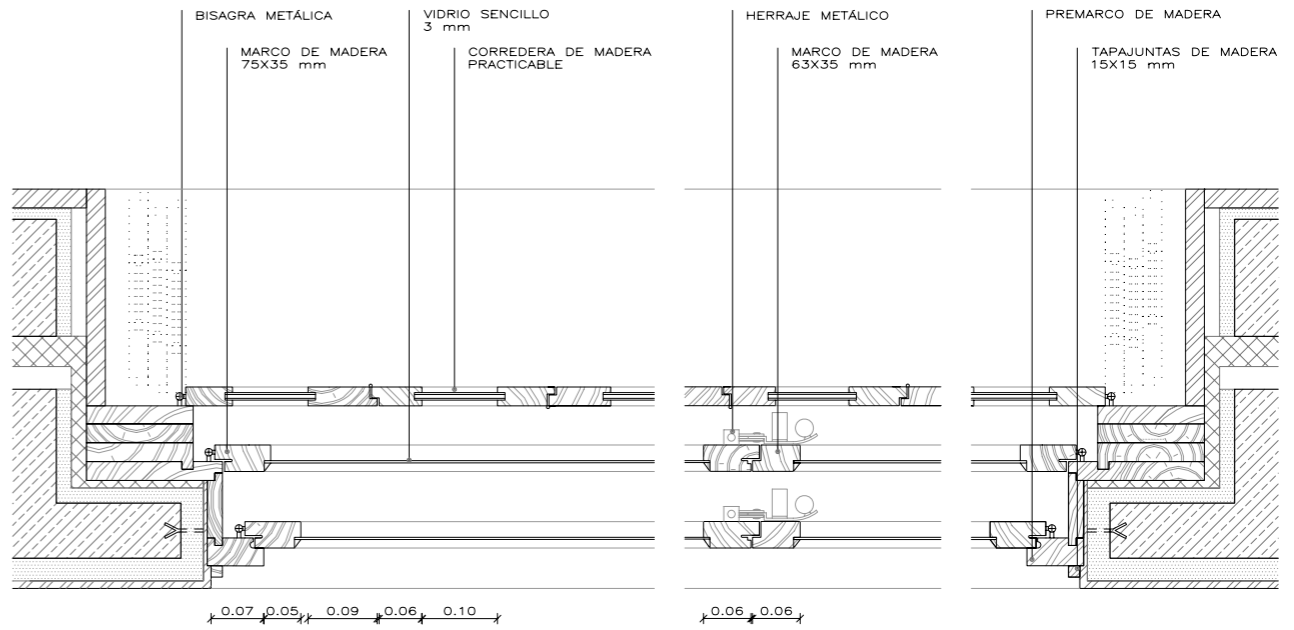 BISAGRA METÁLICA
VIDRIO SENCILLO
3 mm
HERRAJE METÁLICO
PREMARCO DE MADERA
MARCO DE MADERA
75X35 mm
CORREDERA DE MADERA
PRACTICABLE
MARCO DE MADERA
63X35 mm
TAPAJUNTAS DE MADERA
15X15 mm
0.07 0.05 0.09 0.06 0.10 0.06 0.06